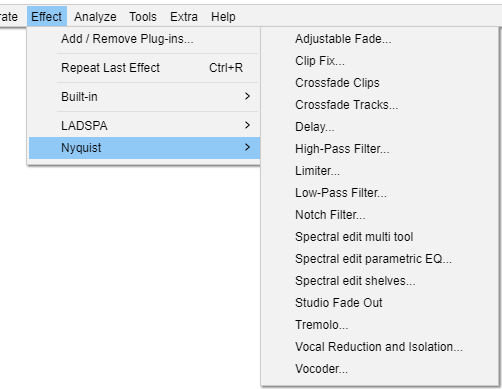 rate Effect Analyze Tools Extra Help
Add / Remove Plug-ins...
Repeat Last Effect Ctrl+R
Built-in >
LADSPA >
Nyquist >
Adjustable Fade...
Clip Fix...
Crossfade Clips
Crossfade Tracks...
Delay...
High-Pass Filter...
Limiter...
Low-Pass Filter...
Notch Filter...
Spectral edit multi tool
Spectral edit parametric EQ...
Spectral edit shelves...
Studio Fade Out
Tremolo...
Vocal Reduction and Isolation...
Vocoder...